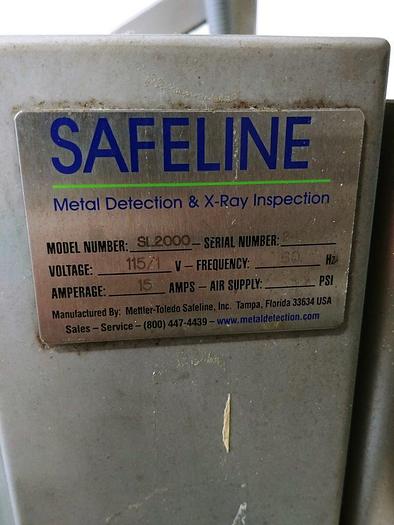 SAFELINE
Metal Detection & X-Ray Inspection
MODEL NUMBER: SL2000 – SERIAL NUMBER:
VOLTAGE: 115/1 V – FREQUENCY: 60 Hz
AMPERAGE: 15 AMPS – AIR SUPPLY: PSI
Manufactured By: Mettler-Toledo Safeline, Inc. Tampa, Florida 33634 USA
Sales – Service – (800) 447-4439 – www.metaldetection.com